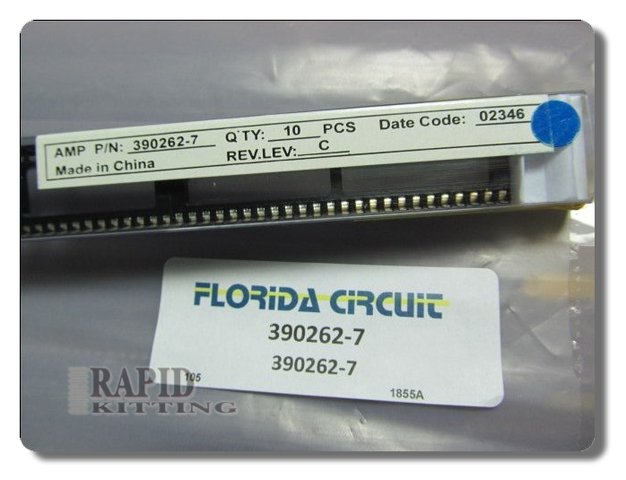 AMP P/N: 390262-7 Q'TY: 10 PCS Date Code: 02346
Made in China REV.LEV: C
FLORIDA CIRCUIT
390262-7
390262-7
105 1855A
RAPID
KITTING